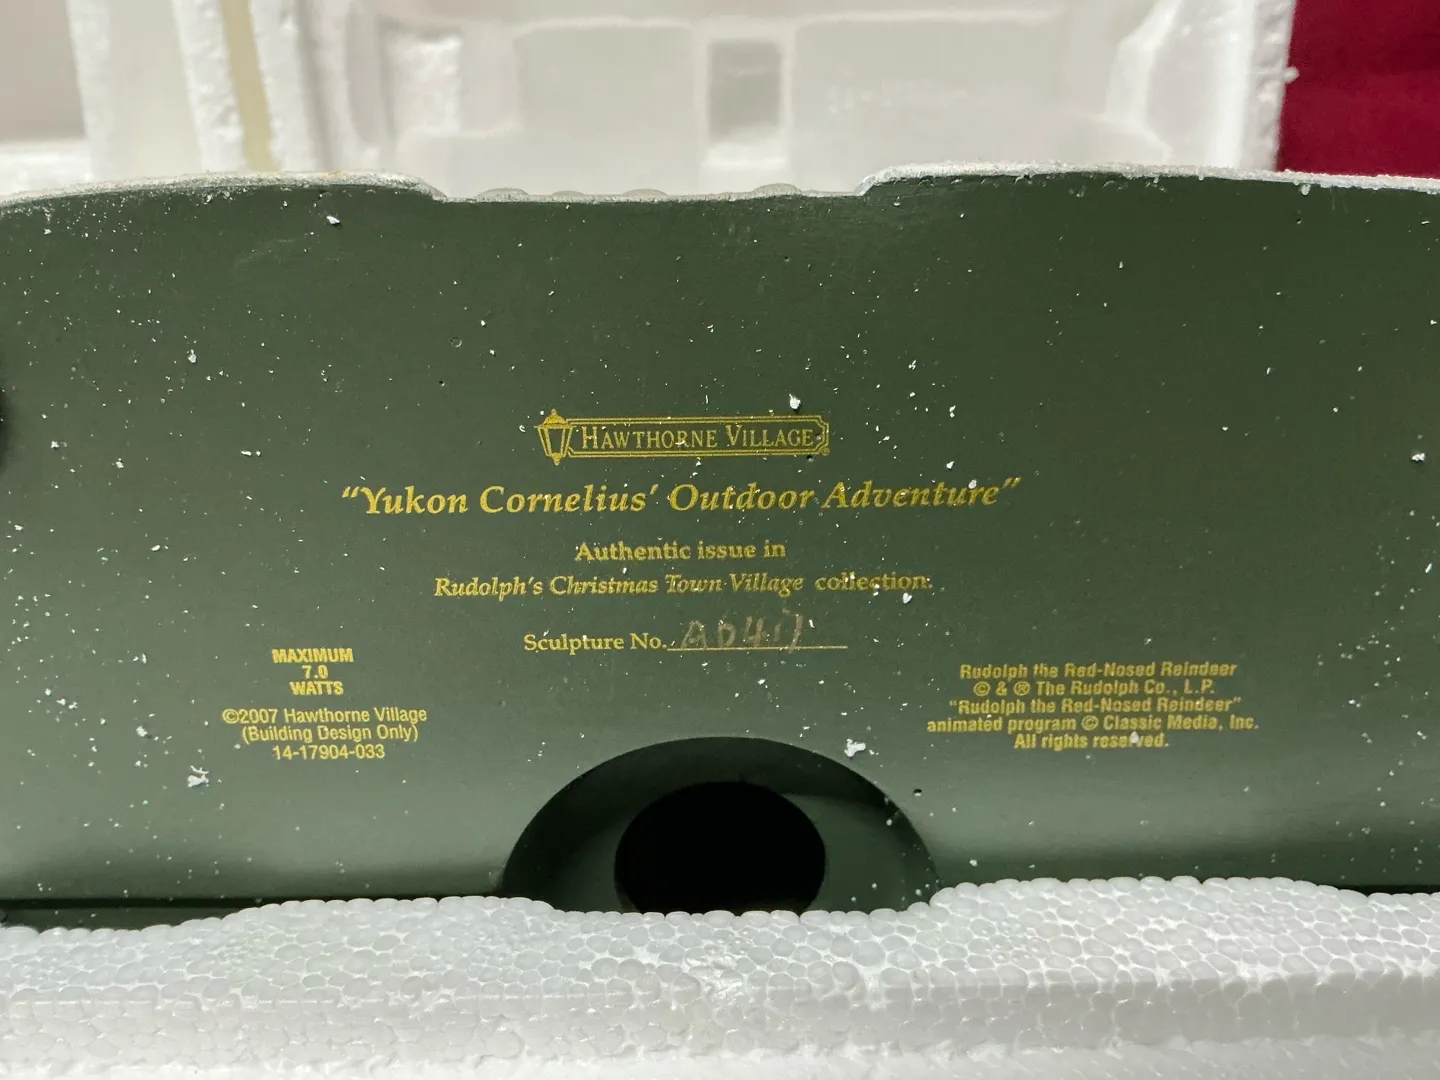 HAWTHORNE VILLAGE
"Yukon Cornelius' Outdoor Adventure"
Authentic issue in
Rudolph's Christmas Town Village collection.
Sculpture No.
MAXIMUM
7.0
WATTS
©2007 Hawthorne Village
(Building Design Only)
14-17904-033
Rudolph the Red-Nosed Reindeer
© & ® The Rudolph Co., L.P.
"Rudolph the Red-Nosed Reindeer"
animated program © Classic Media, Inc.
All rights reserved.